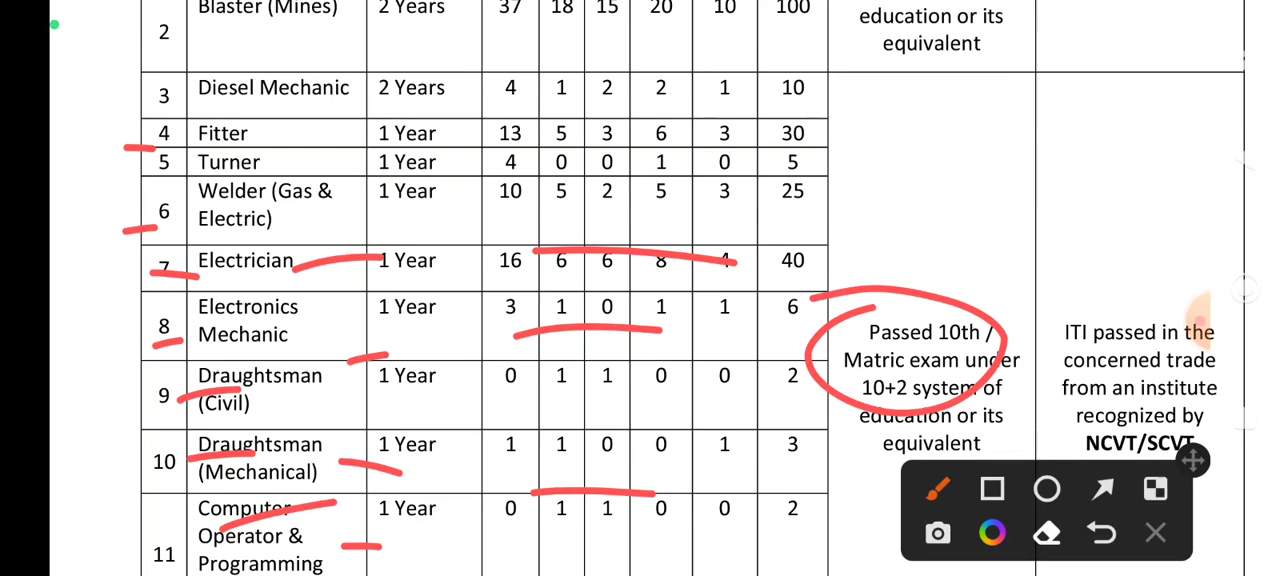 Blaster (Mines) 2 Years 37 18 15 20 10 100
education or its
2
equivalent
3 Diesel Mechanic 2 Years 4 1 2 2 1 10
4 Fitter 1 Year 13 5 3 6 3 30
5 Turner 1 Year 4 0 0 1 0 5
6 Welder (Gas & 1 Year 10 5 2 5 3 25
Electric)
7 Electrician 1 Year 16 6 6 8 4 40
8 Electronics 1 Year 3 1 0 1 1 6
Mechanic
9 Draughtsman 1 Year 0 1 1 0 0 2
(Civil)
10 Draughtsman 1 Year 1 1 0 0 1 3
(Mechanical)
11 Computer 1 Year 0 1 1 0 0 2
Operator &
Programming
Passed 10th /
Matric exam under
10+2 system of
education or its
equivalent
ITI passed in the
concerned trade
from an institute
recognized by
NCVT/SCVT